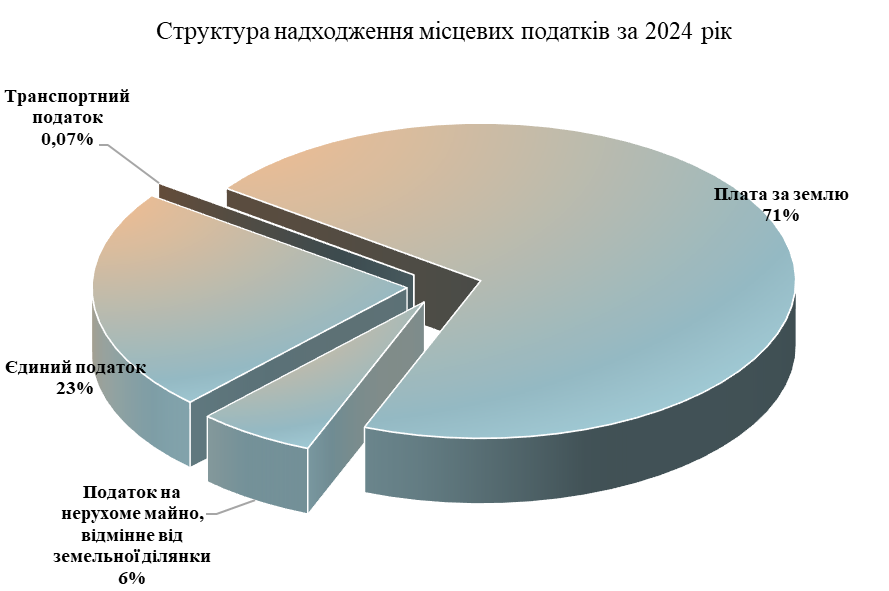 Структура надходження місцевих податків за 2024 рік
Транспортний
податок
0,07%
Плата за землю
71%
Єдиний податок
23%
Податок на
нерухоме майно,
відмінне від
земельної ділянки
6%